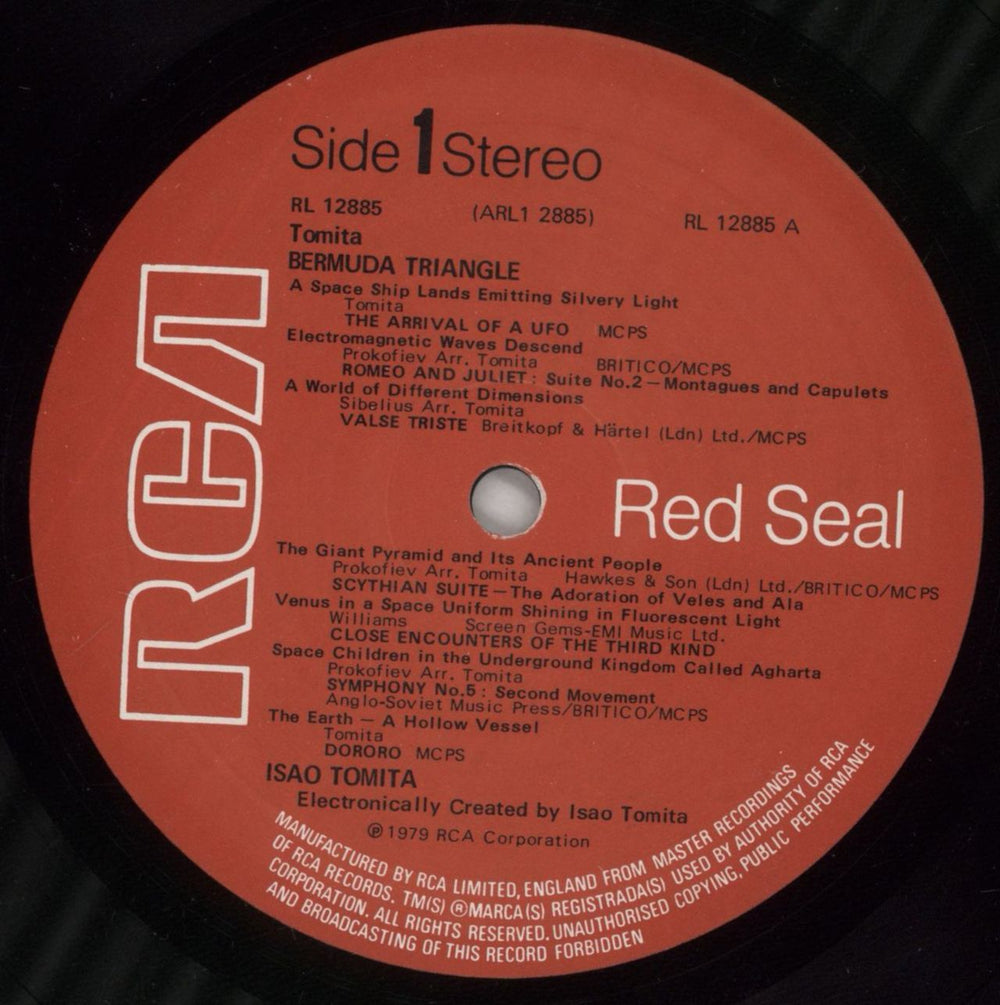 Side 1 Stereo
RL 12885 (ARL1 2885) RL 12885 A
Tomita
BERMUDA TRIANGLE
A Space Ship Lands Emitting Silvery Light
Tomita
THE ARRIVAL OF A UFO MCPS
Electromagnetic Waves Descend
Prokofiev Arr. Tomita BRITICO/MCPS
ROMEO AND JULIET : Suite No.2 — Montagues and Capulets
A World of Different Dimensions
Sibelius Arr. Tomita
VALSE TRISTE Breitkopf & Härtel (Ldn) Ltd./MCPS
RCA
Red Seal
The Giant Pyramid and Its Ancient People
Prokofiev Arr. Tomita Hawkes & Son (Ldn) Ltd./BRITICO/MCPS
SCYTHIAN SUITE — The Adoration of Veles and Ala
Venus in a Space Uniform Shining in Fluorescent Light
Williams Screen Gems-EMI Music Ltd.
CLOSE ENCOUNTERS OF THE THIRD KIND
Space Children in the Underground Kingdom Called Agharta
Prokofiev Arr. Tomita
SYMPHONY No.5 : Second Movement
Anglo-Soviet Music Press/BRITICO/MCPS
The Earth — A Hollow Vessel
Tomita
DORORO MCPS
ISAO TOMITA
Electronically Created by Isao Tomita
℗ 1979 RCA Corporation
MANUFACTURED BY RCA LIMITED, ENGLAND FROM MASTER RECORDINGS
OF RCA RECORDS. TM(S) ® MARCA(S) REGISTRADA(S) USED BY AUTHORITY OF RCA
CORPORATION. ALL RIGHTS RESERVED. UNAUTHORISED COPYING, PUBLIC PERFORMANCE
AND BROADCASTING OF THIS RECORD FORBIDDEN